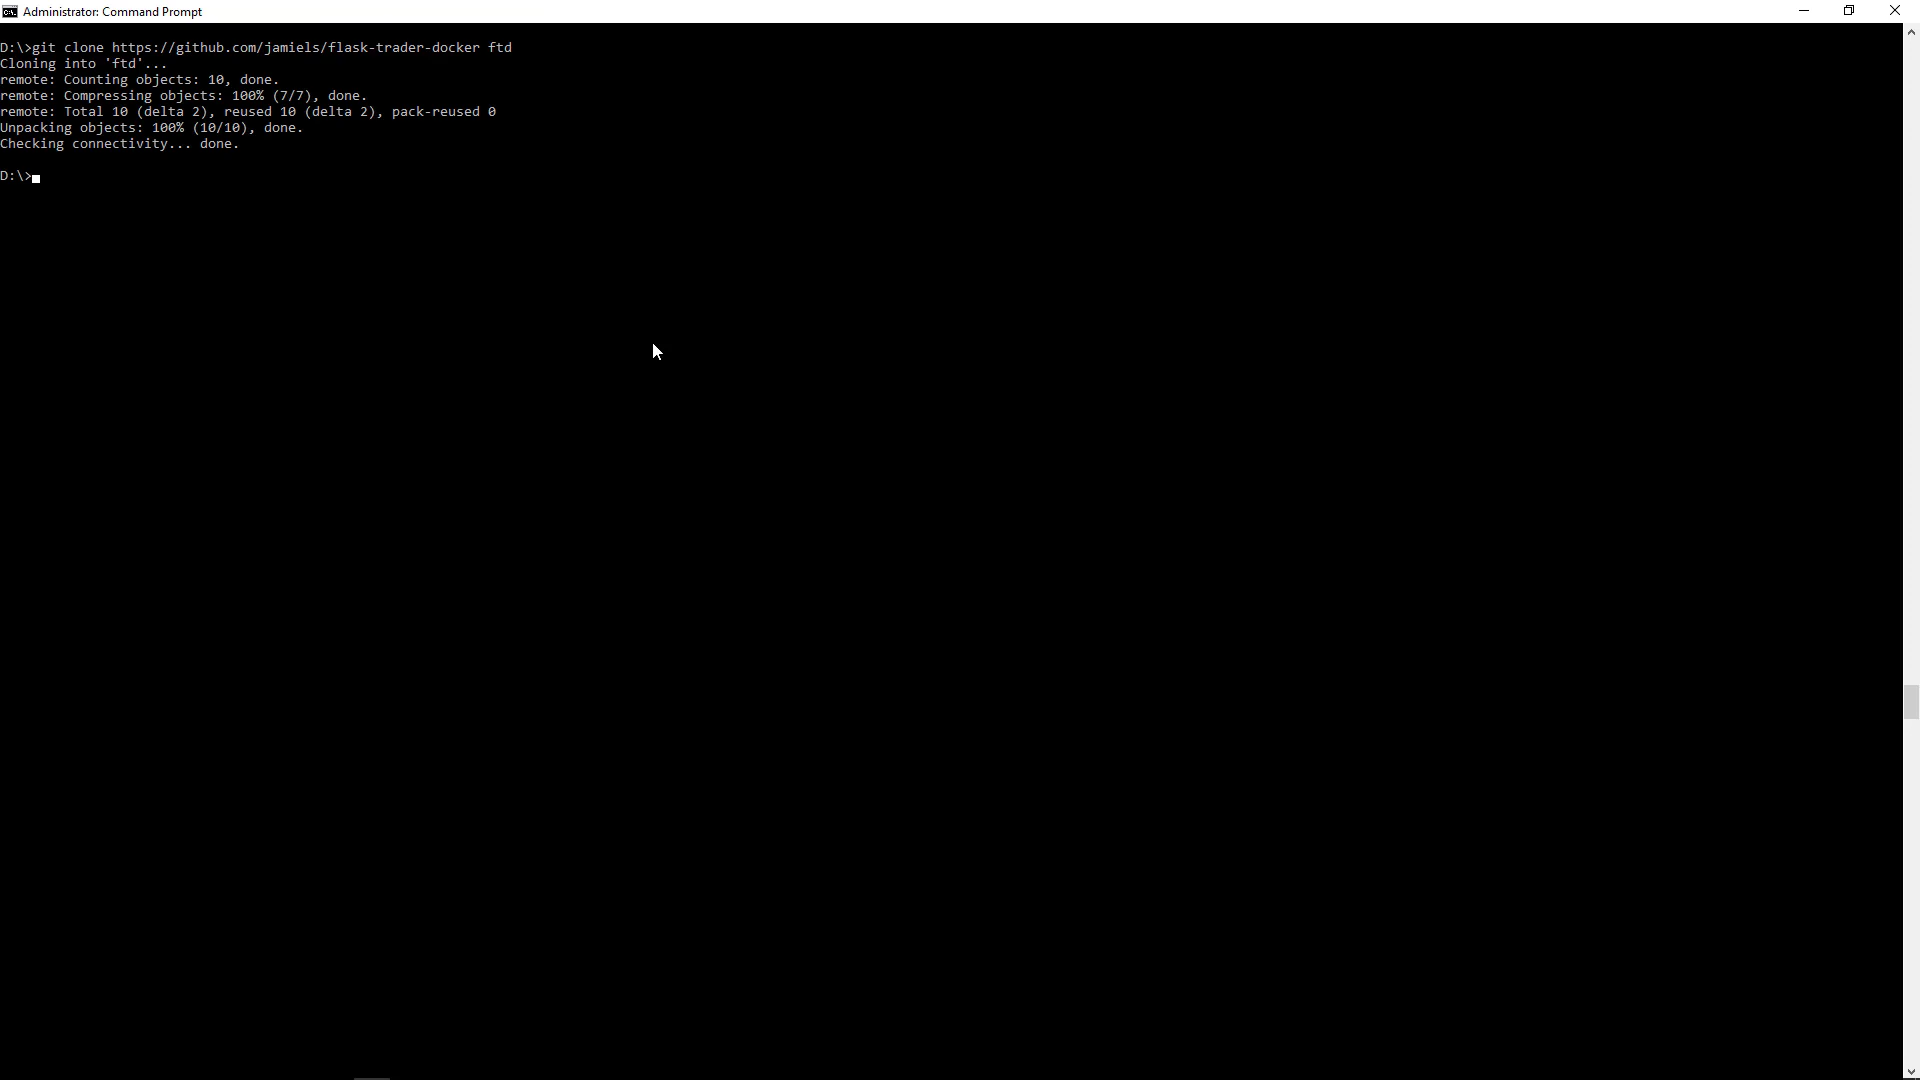 Administrator: Command Prompt
D:\>git clone https://github.com/jamiels/flask-trader-docker ftd
Cloning into 'ftd'...
remote: Counting objects: 10, done.
remote: Compressing objects: 100% (7/7), done.
remote: Total 10 (delta 2), reused 10 (delta 2), pack-reused 0
Unpacking objects: 100% (10/10), done.
Checking connectivity... done.
D:\>